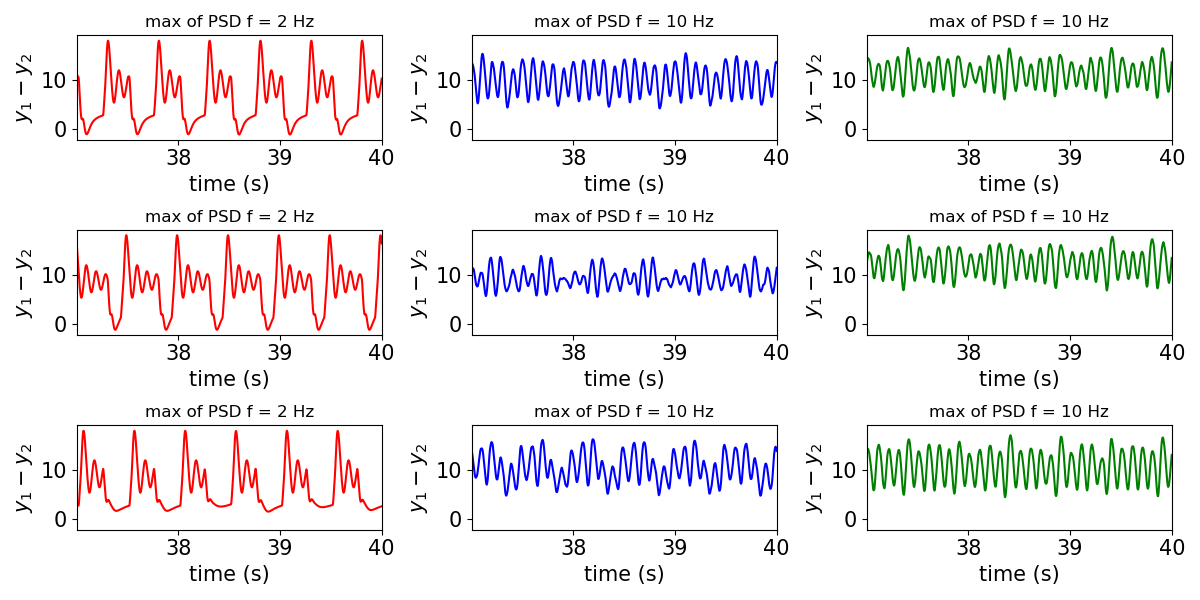 max of PSD f = 2 Hz max of PSD f = 10 Hz max of PSD f = 10 Hz
y₁ − y₂ 10 0 y₁ − y₂ 10 0 y₁ − y₂ 10 0
38 39 40 38 39 40 38 39 40
time (s) time (s) time (s)
max of PSD f = 2 Hz max of PSD f = 10 Hz max of PSD f = 10 Hz
y₁ − y₂ 10 0 y₁ − y₂ 10 0 y₁ − y₂ 10 0
38 39 40 38 39 40 38 39 40
time (s) time (s) time (s)
max of PSD f = 2 Hz max of PSD f = 10 Hz max of PSD f = 10 Hz
y₁ − y₂ 10 0 y₁ − y₂ 10 0 y₁ − y₂ 10 0
38 39 40 38 39 40 38 39 40
time (s) time (s) time (s)